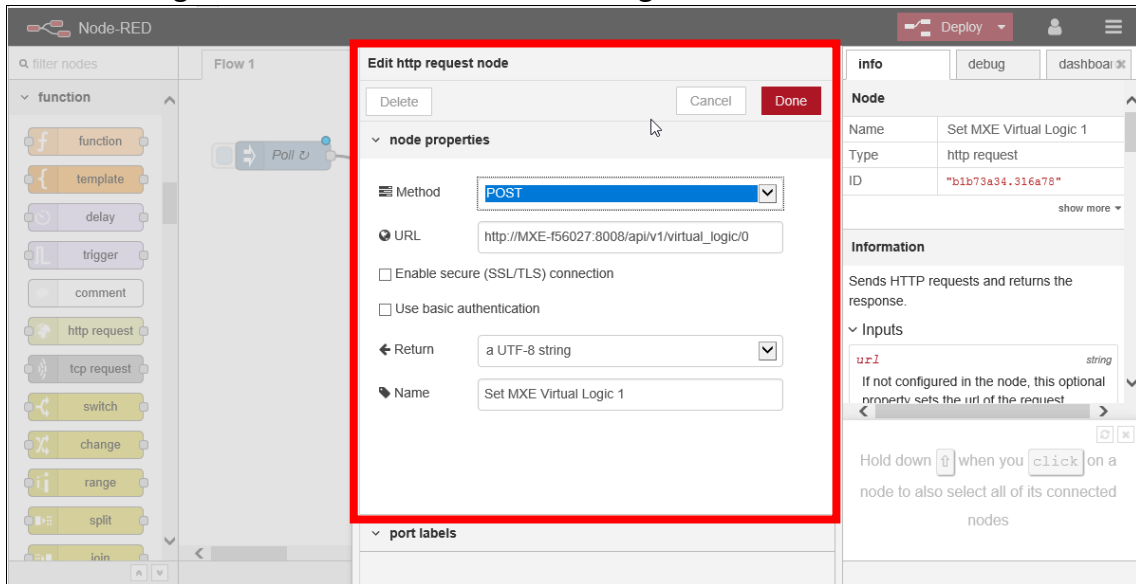 Node-RED
Deploy
filter nodes
Flow 1
Edit http request node
info
debug
dashboar
function
Delete
Cancel
Done
Node
function
node properties
Name
Set MXE Virtual Logic 1
Poll ↻
Type
http request
template
ID
"b1b73a34.316a78"
Method
POST
show more
delay
URL
http://MXE-f56027:8008/api/v1/virtual_logic/0
Information
trigger
Enable secure (SSL/TLS) connection
Sends HTTP requests and returns the
response.
comment
Use basic authentication
Inputs
http request
Return
a UTF-8 string
url
string
tcp request
If not configured in the node, this optional
property sets the url of the request
Name
Set MXE Virtual Logic 1
switch
change
Hold down ⇧ when you click on a
node to also select all of its connected
nodes
range
split
port labels
join